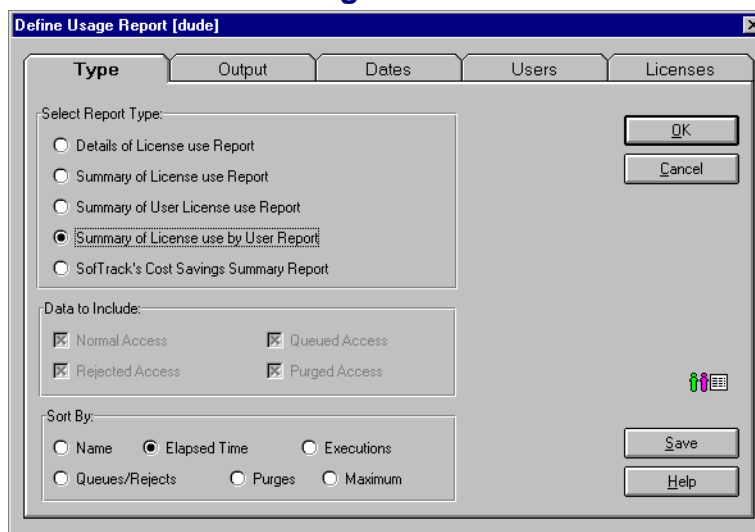 Define Usage Report [dude]
Type Output Dates Users Licenses
Select Report Type:
Details of License use Report
Summary of License use Report
Summary of User License use Report
Summary of License use by User Report
SofTrack's Cost Savings Summary Report
OK
Cancel
Data to Include:
Normal Access Queued Access
Rejected Access Purged Access
Sort By:
Name Elapsed Time Executions
Queues/Rejects Purges Maximum
Save
Help